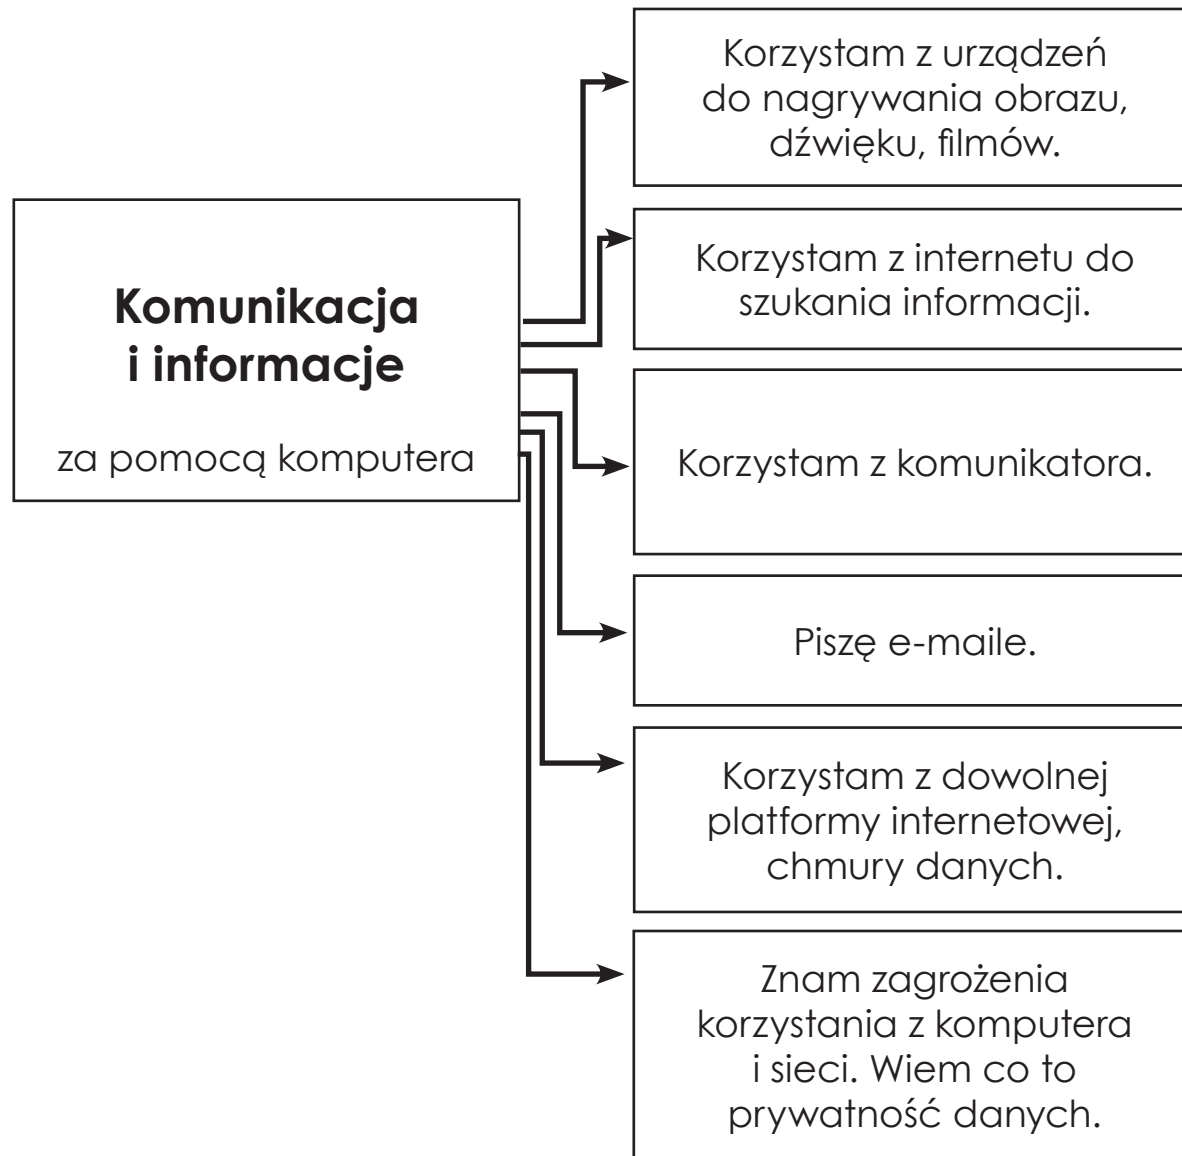 Komunikacja
i informacje
za pomocą komputera
Korzystam z urządzeń
do nagrywania obrazu,
dźwięku, filmów.
Korzystam z internetu do
szukania informacji.
Korzystam z komunikatora.
Piszę e-maile.
Korzystam z dowolnej
platformy internetowej,
chmury danych.
Znam zagrożenia
korzystania z komputera
i sieci. Wiem co to
prywatność danych.